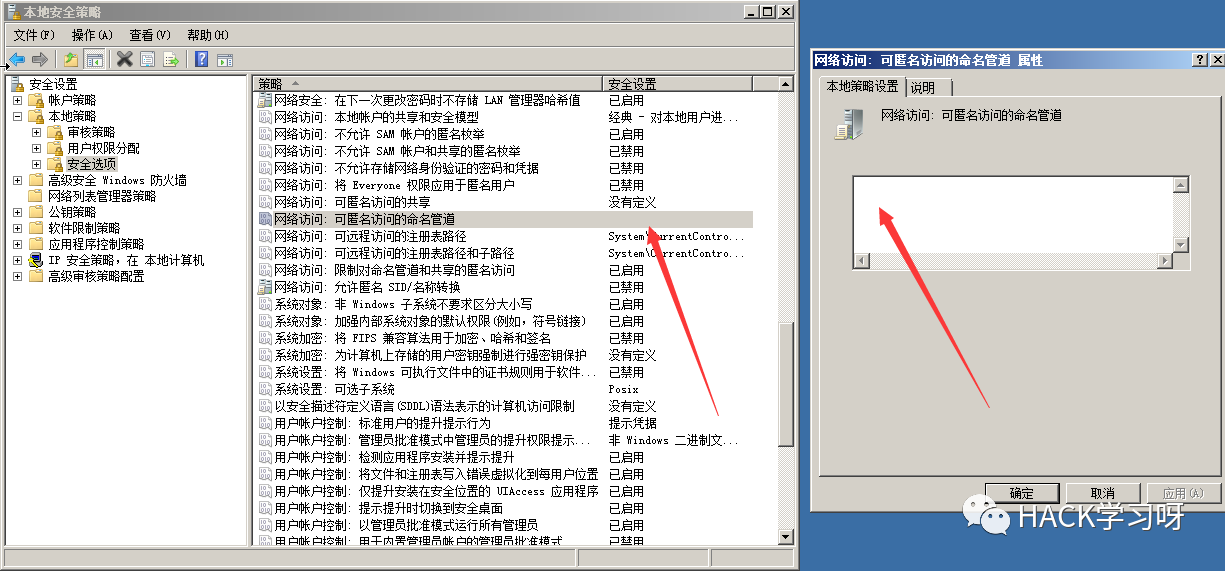 本地安全策略
文件(F) 操作(A) 查看(V) 帮助(H)
安全设置
帐户策略
本地策略
审核策略
用户权限分配
安全选项
高级安全 Windows 防火墙
网络列表管理器策略
公钥策略
软件限制策略
应用程序控制策略
IP 安全策略，在 本地计算机
高级审核策略配置
策略 安全设置
网络安全: 在下一次更改密码时不存储 LAN 管理器哈希值 已启用
网络访问: 本地帐户的共享和安全模型 经典 - 对本地用户进...
网络访问: 不允许 SAM 帐户的匿名枚举 已启用
网络访问: 不允许 SAM 帐户和共享的匿名枚举 已禁用
网络访问: 不允许存储网络身份验证的密码和凭据 已禁用
网络访问: 将 Everyone 权限应用于匿名用户 已禁用
网络访问: 可匿名访问的共享 没有定义
网络访问: 可匿名访问的命名管道
网络访问: 可远程访问的注册表路径 System\CurrentContro...
网络访问: 可远程访问的注册表路径和子路径 System\CurrentContro...
网络访问: 限制对命名管道和共享的匿名访问 已启用
网络访问: 允许匿名 SID/名称转换 已禁用
系统对象: 非 Windows 子系统不要求区分大小写 已启用
系统对象: 加强内部系统对象的默认权限(例如，符号链接) 已启用
系统加密: 将 FIPS 兼容算法用于加密、哈希和签名 已禁用
系统加密: 为计算机上存储的用户密钥强制进行强密钥保护 没有定义
系统设置: 将 Windows 可执行文件中的证书规则用于软件... 已禁用
系统设置: 可选子系统 Posix
以安全描述符定义语言(SDDL)语法表示的计算机访问限制 没有定义
用户帐户控制: 标准用户的提升提示行为 提示凭据
用户帐户控制: 管理员批准模式中管理员的提升权限提示... 非 Windows 二进制文...
用户帐户控制: 检测应用程序安装并提示提升 已启用
用户帐户控制: 将文件和注册表写入错误虚拟化到每用户位置 已启用
用户帐户控制: 仅提升安装在安全位置的 UIAccess 应用程序 已启用
用户帐户控制: 提示提升时切换到安全桌面 已启用
用户帐户控制: 以管理员批准模式运行所有管理员 已启用
用户帐户控制: 用于内置管理员帐户的管理员批准模式 已禁用
网络访问: 可匿名访问的命名管道 属性
本地策略设置 说明
网络访问: 可匿名访问的命名管道
确定 取消 应用(A)
HACK学习呀